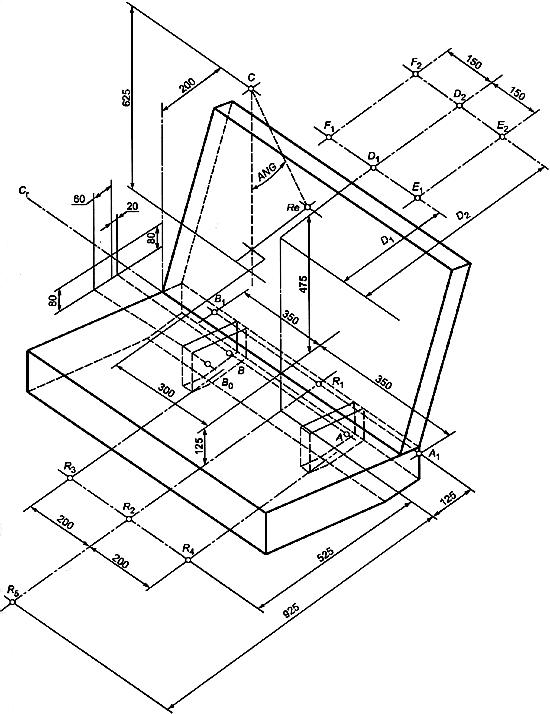 F₂
150
200
C
D₂
150
625
F₁
E₂
D₁
ANG
E₁
Cᵣ
60
Re
D₁
D₂
20
80
475
80
B₁
350
B
350
B₀
300
R₁
125
A
A₁
R₃
125
R₂
200
525
200
R₄
R₅
925